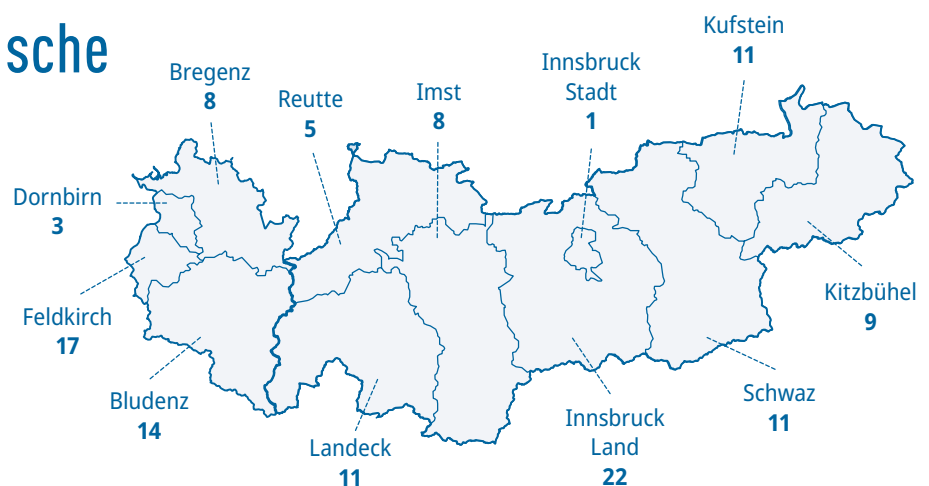 sche
Bregenz
8
Reutte
5
Imst
8
Innsbruck
Stadt
1
Kufstein
11
Dornbirn
3
Feldkirch
17
Bludenz
14
Landeck
11
Innsbruck
Land
22
Schwaz
11
Kitzbühel
9